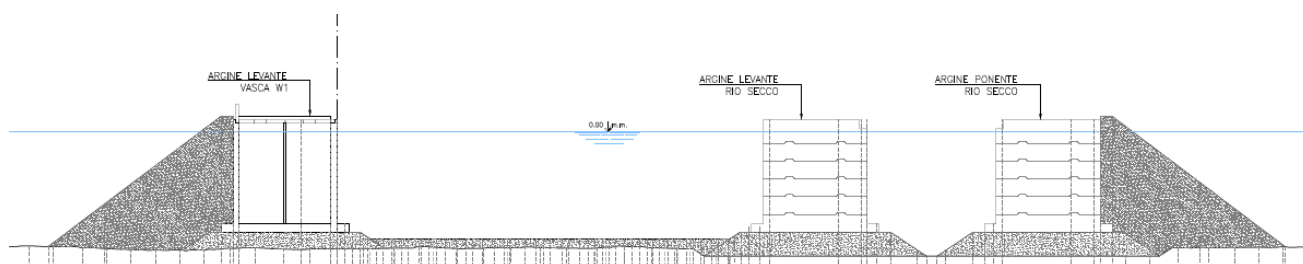 ARGINE LEVANTE
VASCA W1
0.00 l.m.m.
ARGINE LEVANTE
RIO SECCO
ARGINE PONENTE
RIO SECCO